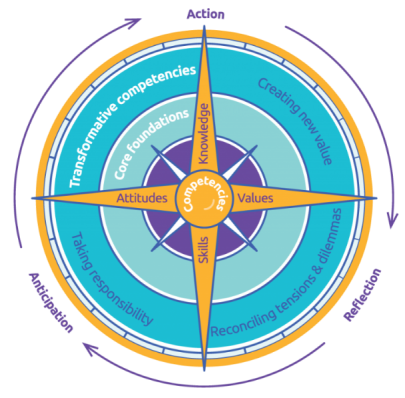 Action
Transformative competencies
Creating new value
Core foundations
Knowledge
Competencies
Attitudes
Values
Skills
Taking responsibility
Reconciling tensions & dilemmas
Anticipation
Reflection